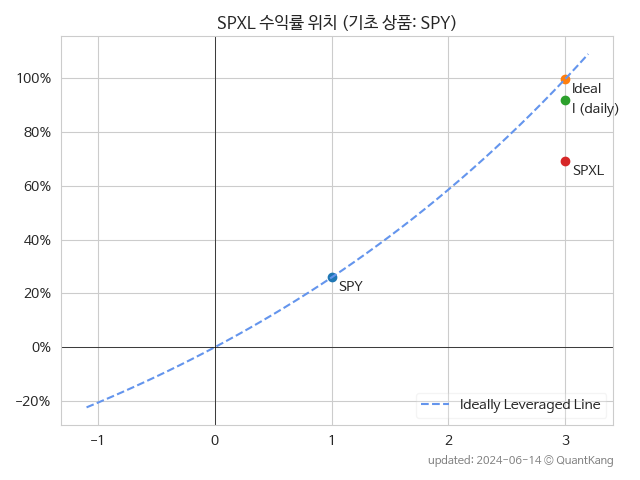 SPXL 수익률 위치 (기초 상품: SPY)
100%
80%
60%
40%
20%
0%
−20%
Ideal
I (daily)
SPXL
SPY
Ideally Leveraged Line
−1
0
1
2
3
updated: 2024-06-14 © QuantKang